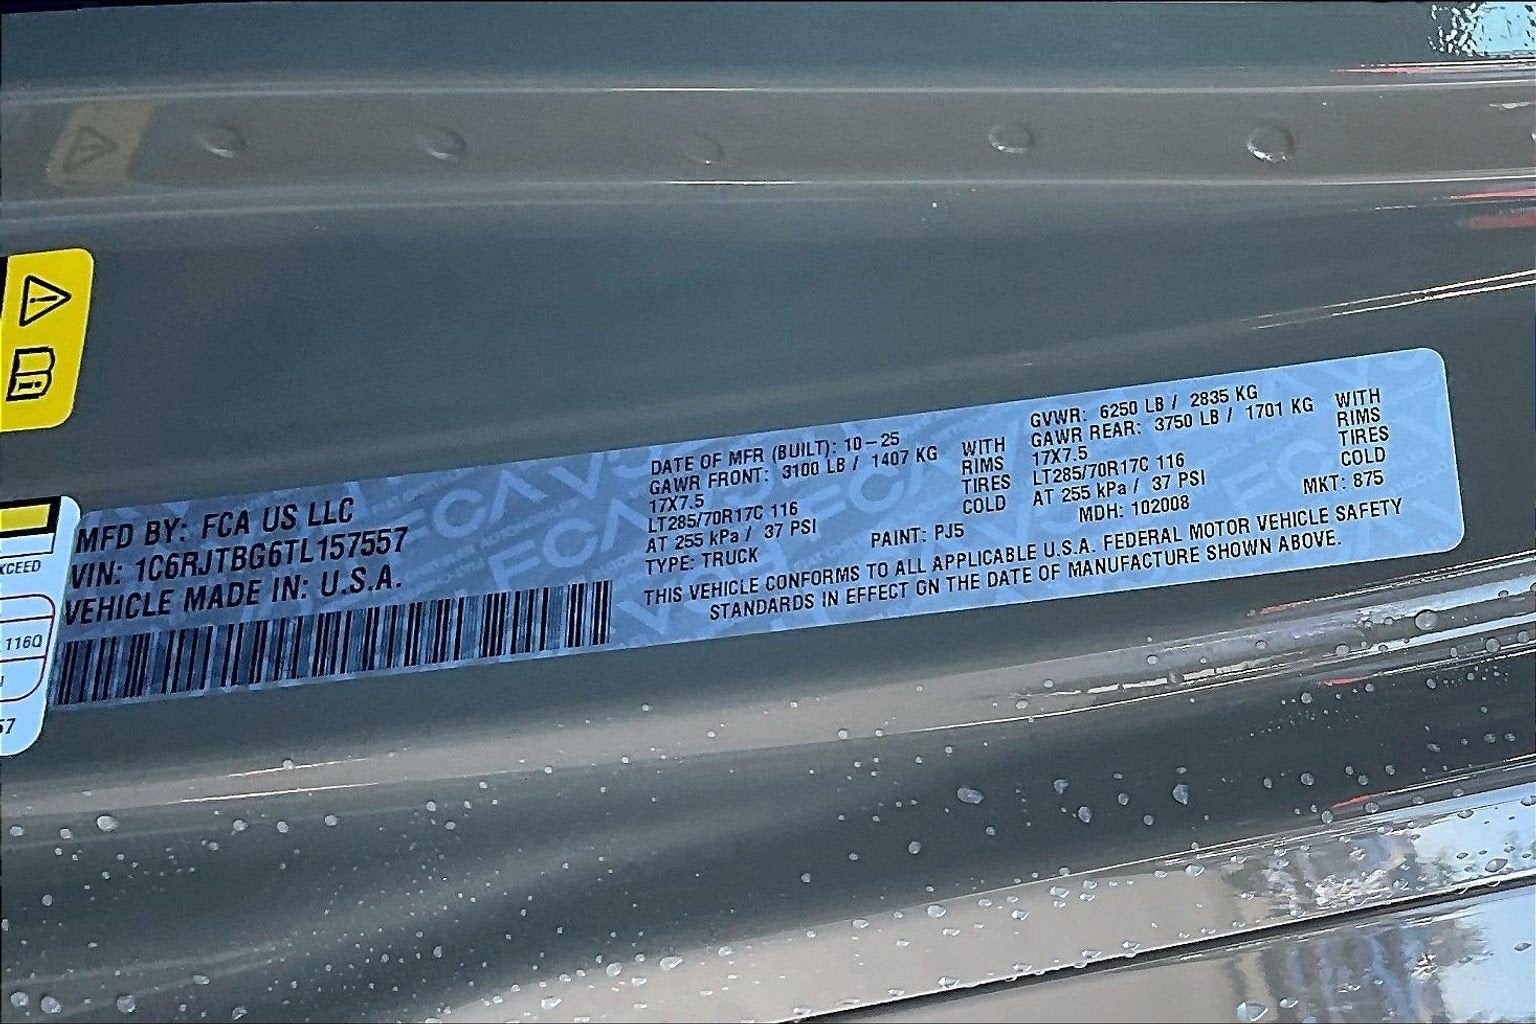 MFD BY: FCA US LLC
VIN: 1C6RJTBG6TL157557
VEHICLE MADE IN: U.S.A.
DATE OF MFR (BUILT): 10-25
GAWR FRONT: 3100 LB / 1407 KG WITH
17X7.5 RIMS
LT285/70R17C 116 TIRES
AT 255 kPa / 37 PSI COLD
TYPE: TRUCK PAINT: PJ5
GVWR: 6250 LB / 2835 KG
GAWR REAR: 3750 LB / 1701 KG WITH
17X7.5 RIMS
LT285/70R17C 116 TIRES
AT 255 kPa / 37 PSI COLD
MDH: 102008 MKT: 875
THIS VEHICLE CONFORMS TO ALL APPLICABLE U.S.A. FEDERAL MOTOR VEHICLE SAFETY
STANDARDS IN EFFECT ON THE DATE OF MANUFACTURE SHOWN ABOVE.
XCEED
116Q
57